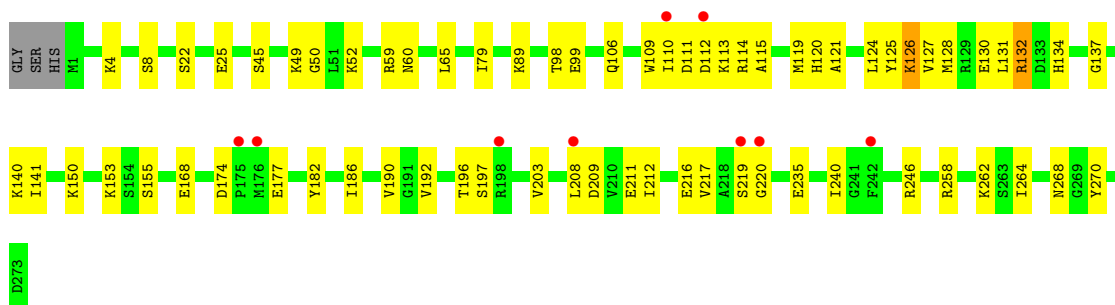 GLY SER HIS M1 K4 S8 S22 E25 S45 K49 G50 L51 K52 R59 N60 L65 I79 K89 T98 E99 Q106 W109 I110 D111 D112 K113 R114 A115 M119 H120 A121 L124 Y125 K126 V127 M128 R129 E130 L131 R132 D133 H134 G137
K140 I141 K150 K153 S154 S155 E168 D174 P175 M176 E177 Y182 I186 V190 G191 V192 T196 S197 R198 V203 L208 D209 V210 E211 I212 E216 V217 A218 S219 G220 E235 I240 G241 F242 R246 R258 K262 S263 I264 N268 G269 Y270
D273